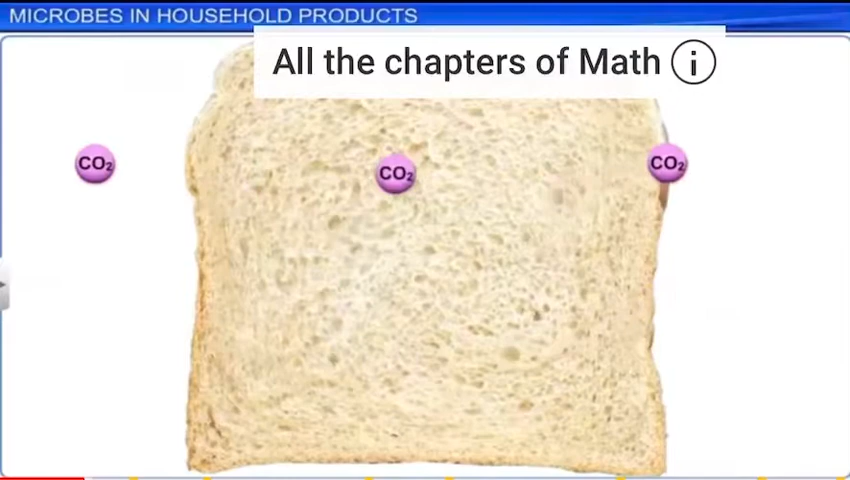 MICROBES IN HOUSEHOLD PRODUCTS
All the chapters of Math i
CO₂
CO₂
CO₂